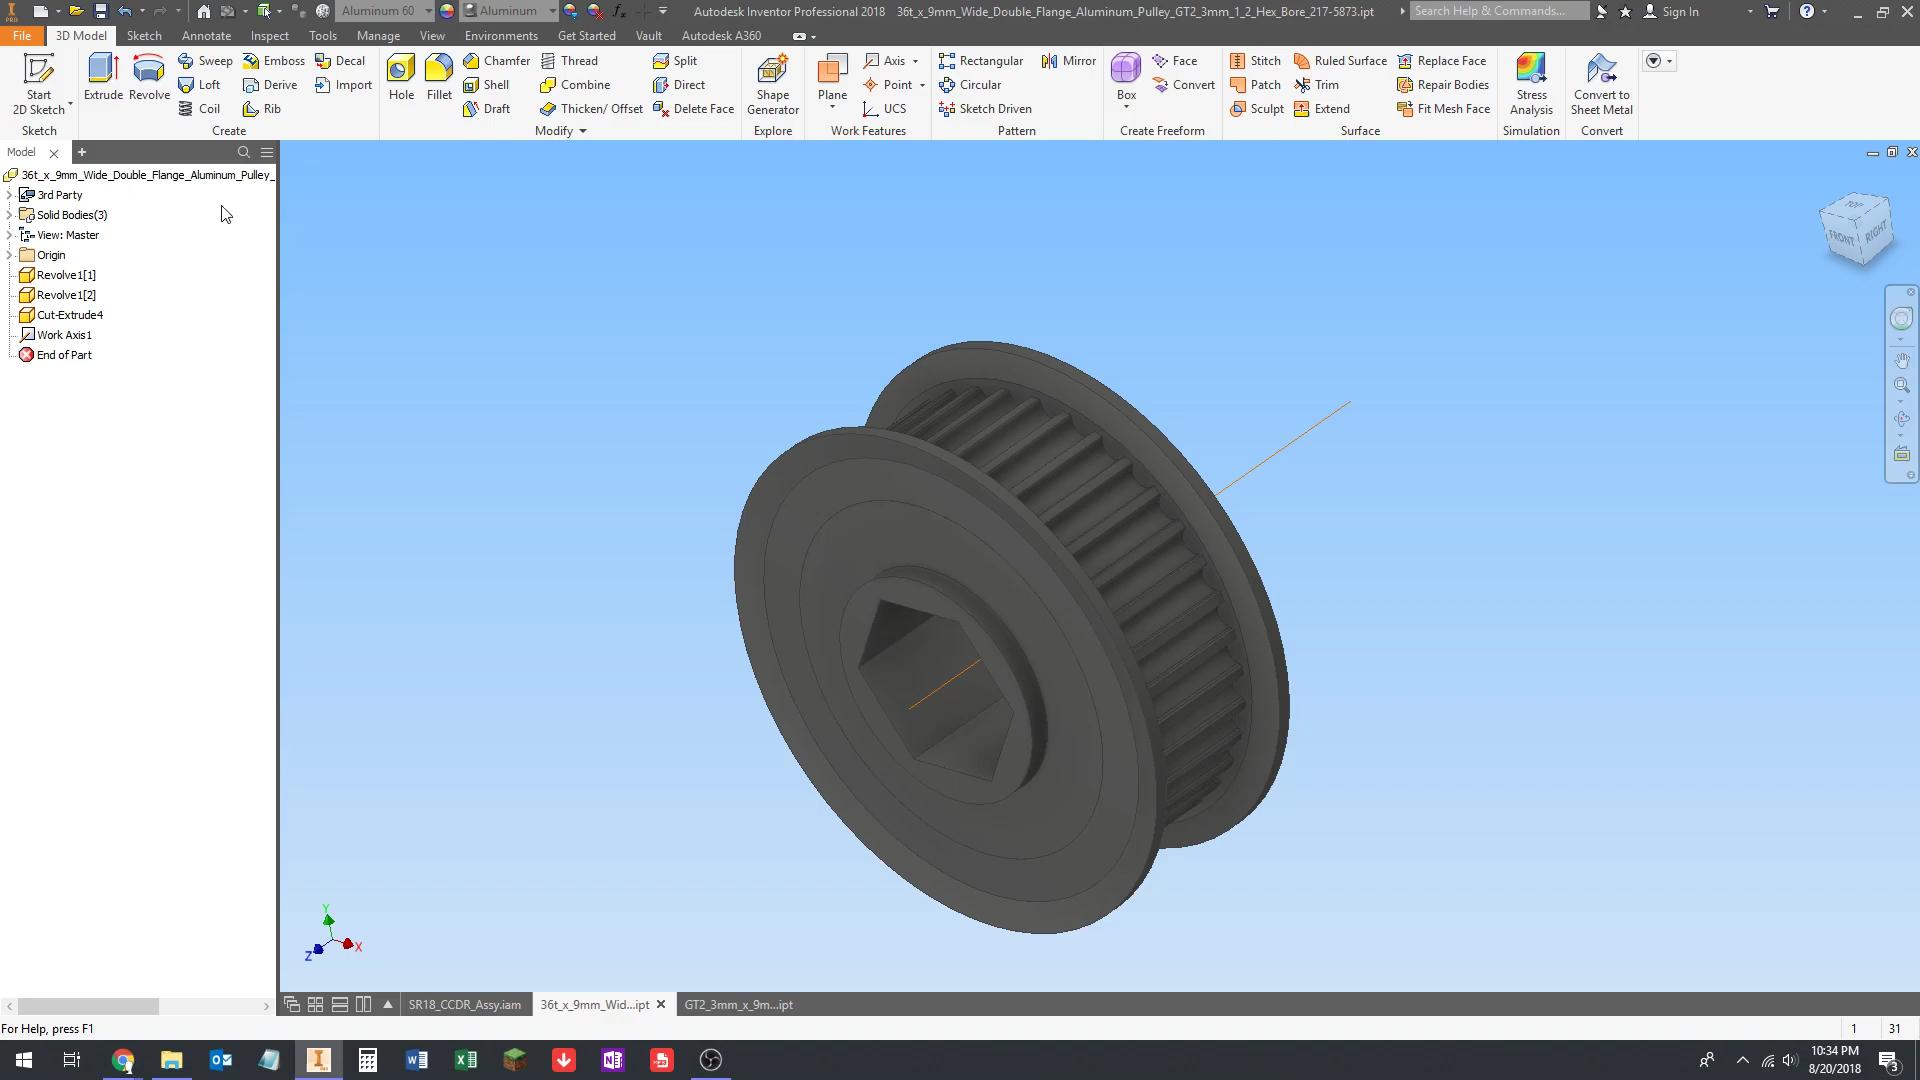 PRO
Aluminum 60
Aluminum
Autodesk Inventor Professional 2018 36t_x_9mm_Wide_Double_Flange_Aluminum_Pulley_GT2_3mm_1_2_Hex_Bore_217-5873.ipt
Search Help & Commands...
Sign In
File 3D Model Sketch Annotate Inspect Tools Manage View Environments Get Started Vault Autodesk A360
Start
2D Sketch
Sketch
Extrude
Revolve
Sweep
Loft
Coil
Emboss
Derive
Rib
Decal
Import
Create
Hole
Fillet
Chamfer
Shell
Draft
Thread
Combine
Thicken/ Offset
Split
Direct
Delete Face
Modify
Shape
Generator
Explore
Plane
Axis
Point
UCS
Work Features
Rectangular
Circular
Sketch Driven
Mirror
Pattern
Box
Face
Convert
Create Freeform
Stitch
Patch
Sculpt
Ruled Surface
Trim
Extend
Replace Face
Repair Bodies
Fit Mesh Face
Surface
Stress
Analysis
Simulation
Convert to
Sheet Metal
Convert
Model
36t_x_9mm_Wide_Double_Flange_Aluminum_Pulley_
3rd Party
Solid Bodies(3)
View: Master
Origin
Revolve1[1]
Revolve1[2]
Cut-Extrude4
Work Axis1
End of Part
TOP
FRONT
RIGHT
Y
X
Z
SR18_CCDR_Assy.iam
36t_x_9mm_Wid...ipt
GT2_3mm_x_9m...ipt
For Help, press F1
1 31
10:34 PM
8/20/2018
3